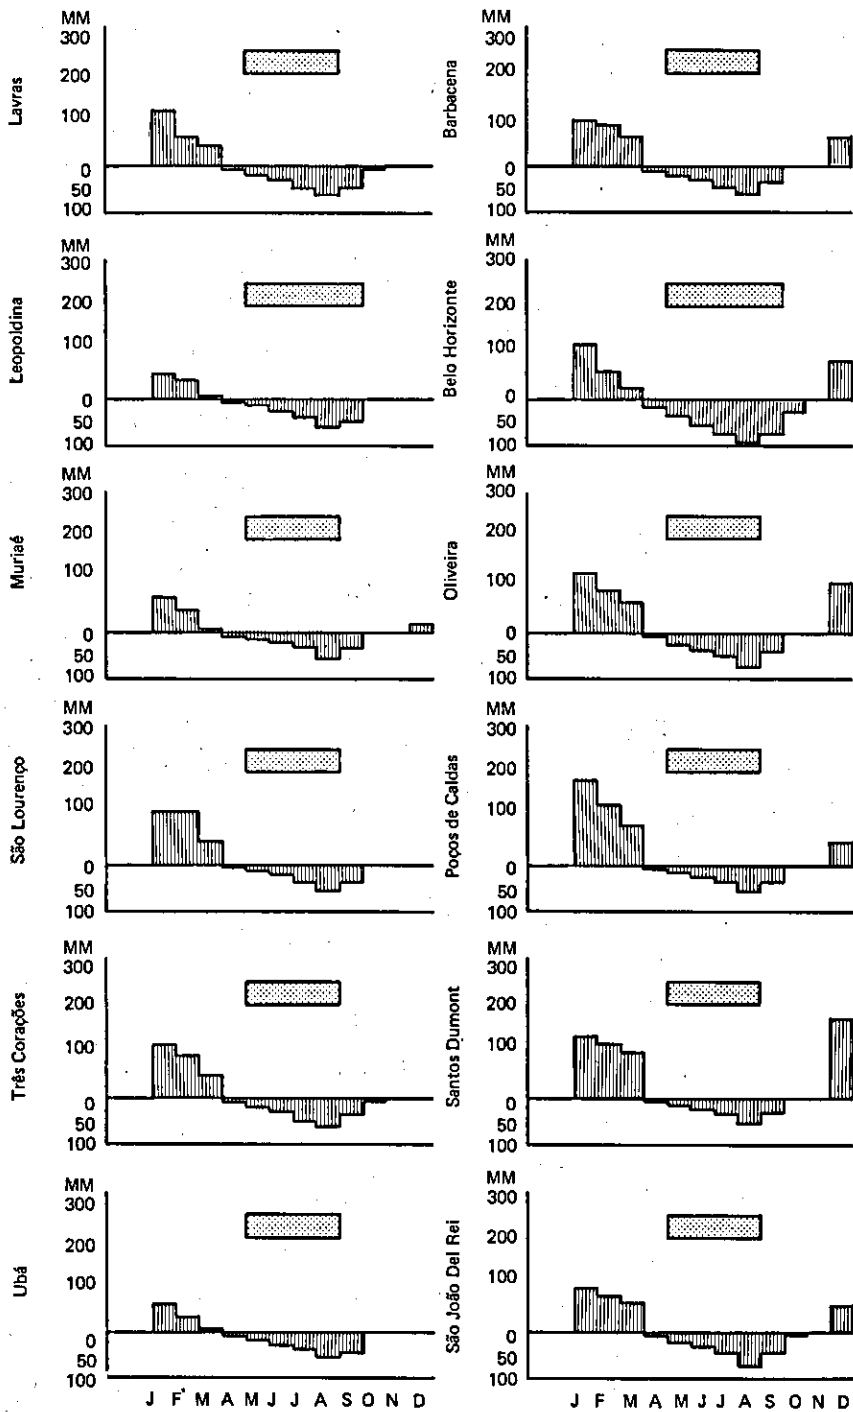 Lavras
MM
300
200
100
0
50
100
Barbacena
MM
300
200
100
0
50
100
Leopoldina
MM
300
200
100
0
50
100
Belo Horizonte
MM
300
200
100
0
50
100
Muriaé
MM
300
200
100
0
50
100
Oliveira
MM
300
200
100
0
50
100
São Lourenço
MM
300
200
100
0
50
100
Poços de Caldas
MM
300
200
100
0
50
100
Três Corações
MM
300
200
100
0
50
100
Santos Dumont
MM
300
200
100
0
50
100
Ubá
MM
300
200
100
0
50
100
São João Del Rei
MM
300
200
100
0
50
100
J F M A M J J A S O N D
J F M A M J J A S O N D